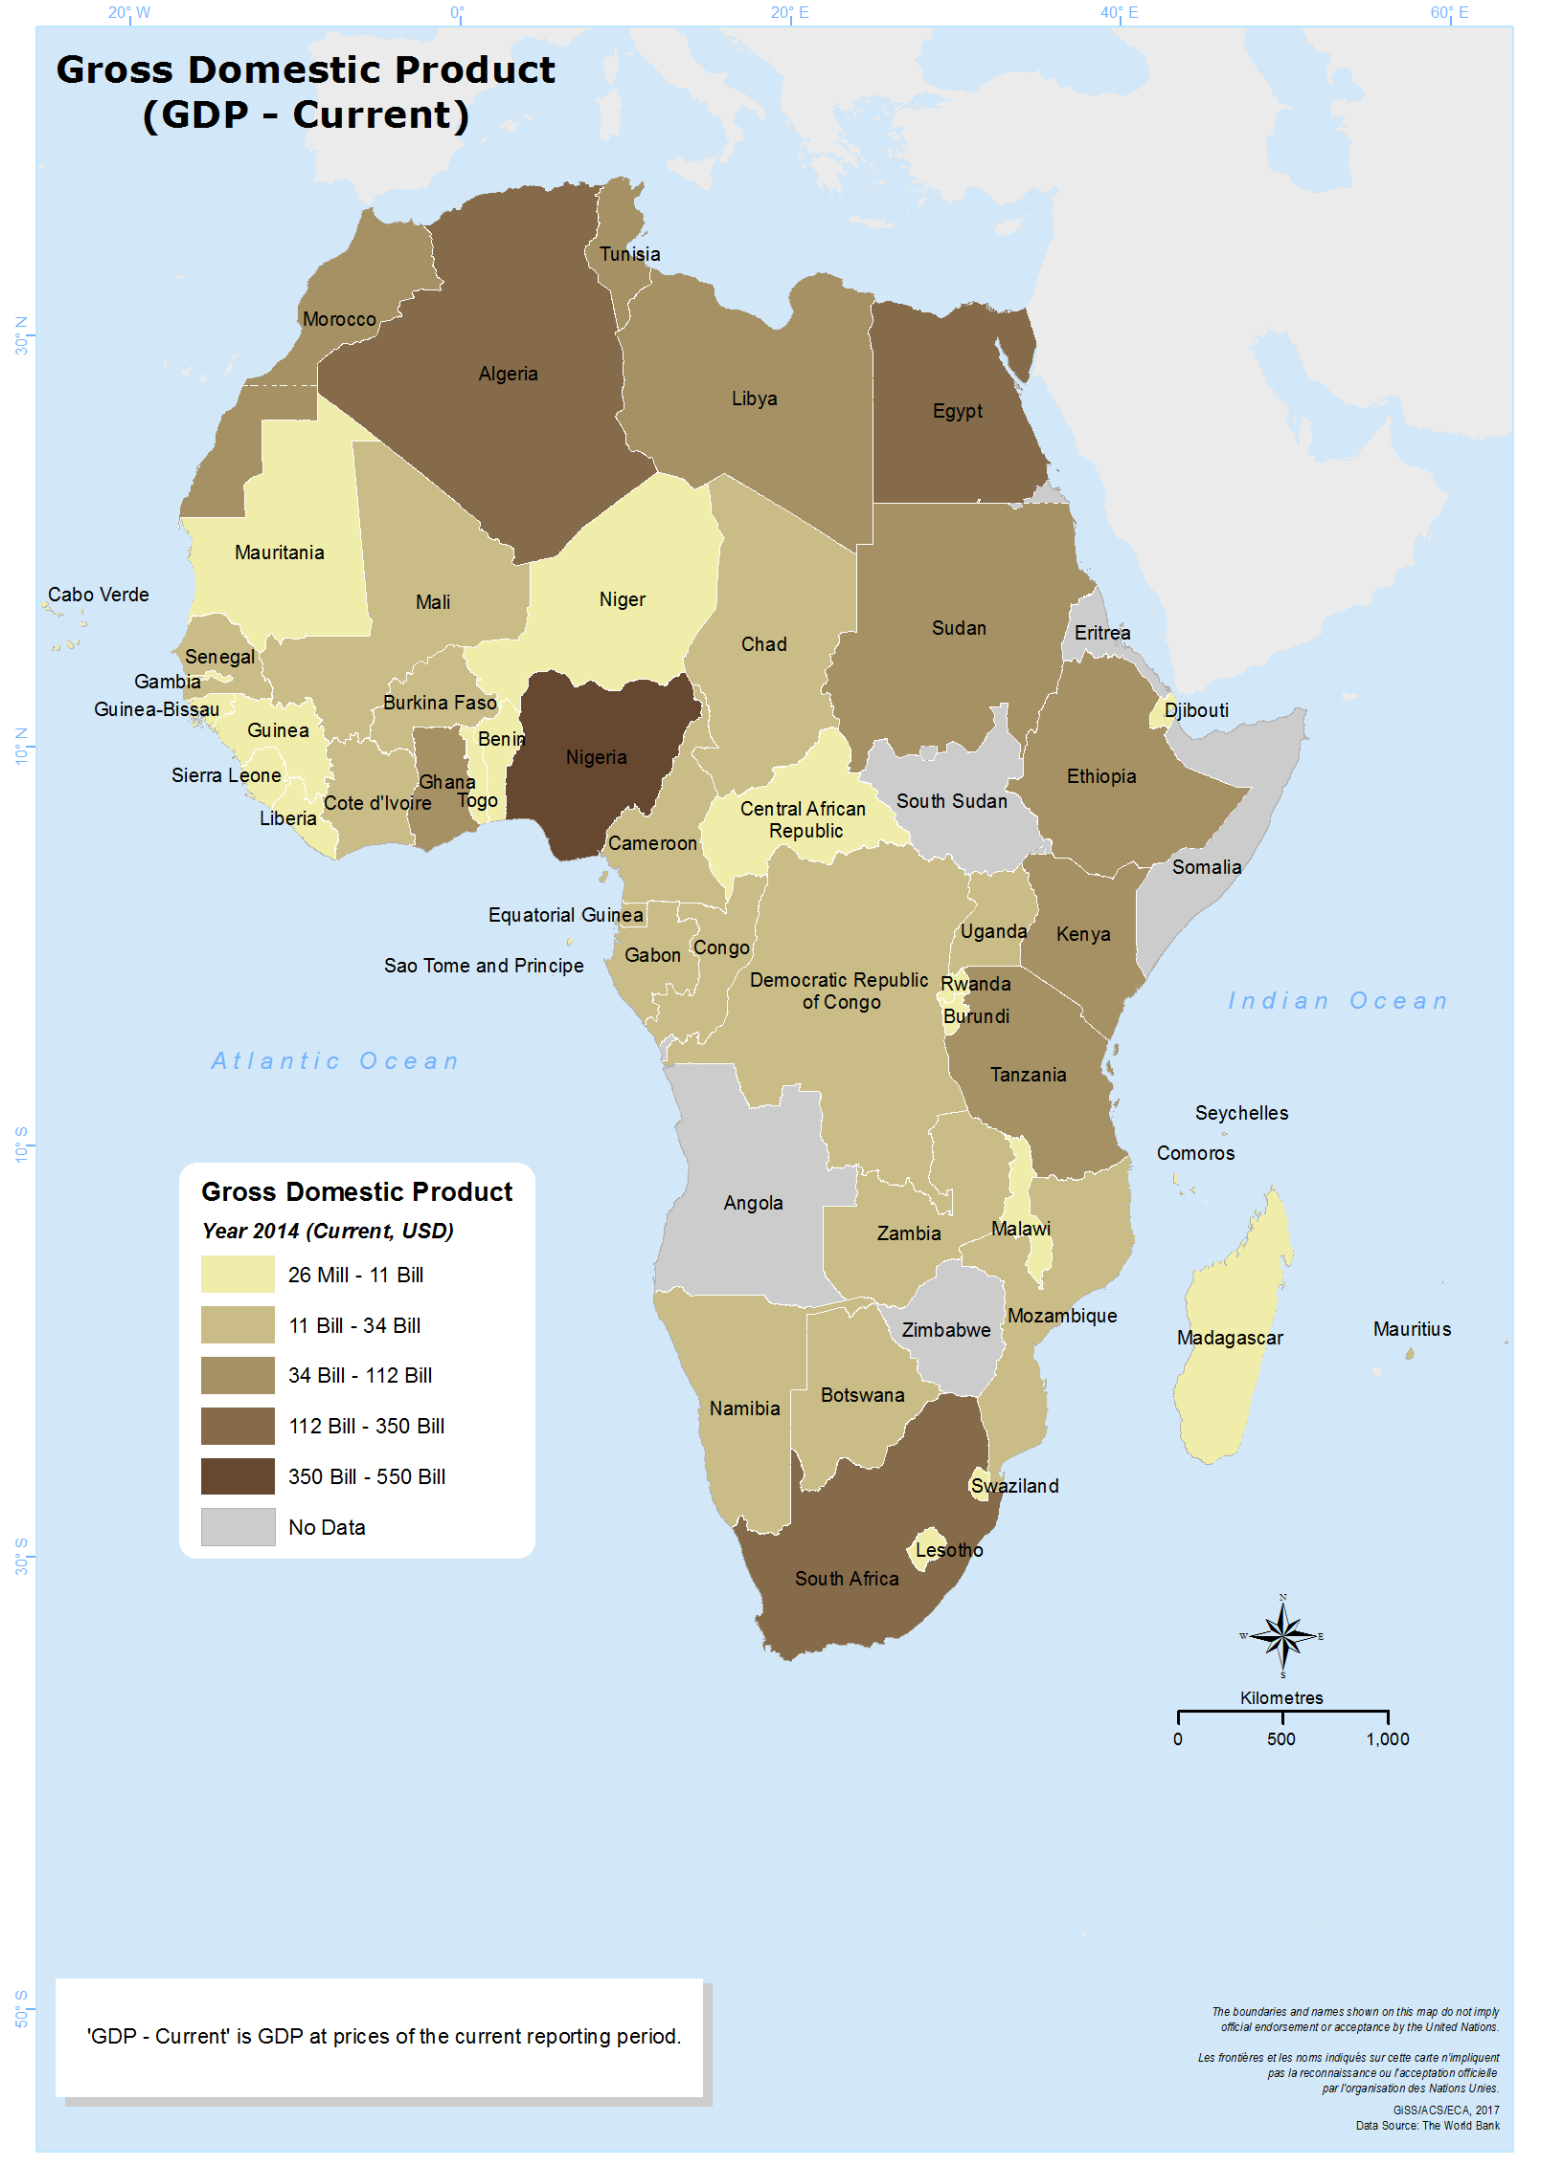 20° W
0°
20° E
40° E
60° E
Gross Domestic Product
(GDP - Current)
30° N
10° N
10° S
30° S
50° S
Tunisia
Morocco
Algeria
Libya
Egypt
Mauritania
Cabo Verde
Mali
Niger
Chad
Sudan
Eritrea
Senegal
Gambia
Guinea-Bissau
Burkina Faso
Djibouti
Guinea
Benin
Nigeria
Sierra Leone
Ghana
Ethiopia
Togo
Cote d'Ivoire
Liberia
South Sudan
Central African
Republic
Cameroon
Somalia
Equatorial Guinea
Uganda
Kenya
Gabon
Congo
Sao Tome and Principe
Democratic Republic
of Congo
Rwanda
Burundi
Indian Ocean
Atlantic Ocean
Tanzania
Seychelles
Comoros
Angola
Zambia
Malawi
Mozambique
Zimbabwe
Madagascar
Mauritius
Botswana
Namibia
Swaziland
Lesotho
South Africa
Gross Domestic Product
Year 2014 (Current, USD)
26 Mill - 11 Bill
11 Bill - 34 Bill
34 Bill - 112 Bill
112 Bill - 350 Bill
350 Bill - 550 Bill
No Data
N
W
E
S
Kilometres
0
500
1,000
'GDP - Current' is GDP at prices of the current reporting period.
The boundaries and names shown on this map do not imply
official endorsement or acceptance by the United Nations.
Les frontières et les noms indiqués sur cette carte n'impliquent
pas la reconnaissance ou l'acceptation officielle
par l'organisation des Nations Unies.
GiSS/ACS/ECA, 2017
Data Source: The World Bank